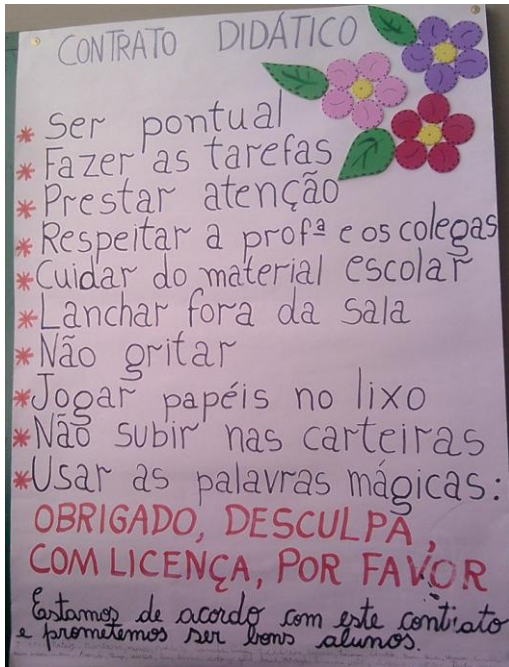 CONTRATO DIDÁTICO
* Ser pontual
* Fazer as tarefas
* Prestar atenção
* Respeitar a profª e os colegas
* Cuidar do material escolar
* Lanchar fora da sala
* Não gritar
* Jogar papéis no lixo
* Não subir nas carteiras
* Usar as palavras mágicas:
OBRIGADO, DESCULPA,
COM LICENÇA, POR FAVOR
Estamos de acordo com este contrato
e prometemos ser bons alunos.